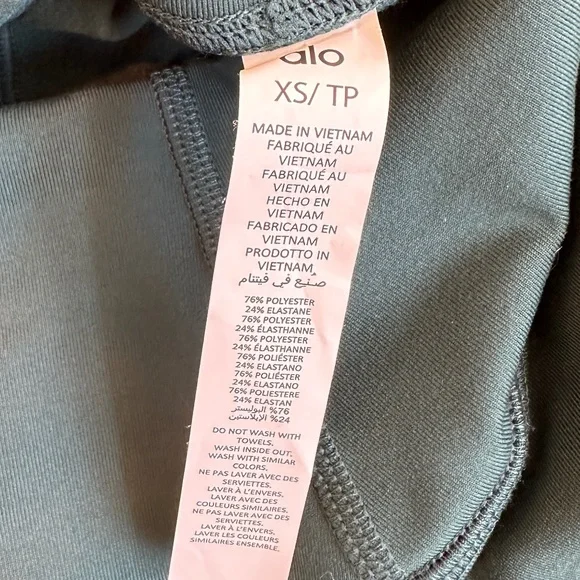 alo
XS/ TP
MADE IN VIETNAM
FABRIQUÉ AU
VIETNAM
FABRIQUÉ AU
VIETNAM
HECHO EN
VIETNAM
FABRICADO EN
VIETNAM
PRODOTTO IN
VIETNAM
صُنع في فيتنام
76% POLYESTER
24% ELASTANE
76% POLYESTER
24% ÉLASTHANNE
76% POLYESTER
24% ÉLASTHANNE
76% POLIÉSTER
24% ELASTANO
76% POLIÉSTER
24% ELASTANO
76% POLIESTERE
24% ELASTAN
76% البوليستر
24% الإيلاستين
DO NOT WASH WITH
TOWELS.
WASH INSIDE OUT.
WASH WITH SIMILAR
COLORS.
NE PAS LAVER AVEC DES
SERVIETTES.
LAVER À L'ENVERS.
LAVER À L'ENVERS AVEC DES
COULEURS SIMILAIRES.
NE PAS LAVER AVEC DES
SERVIETTES.
LAVER À L'ENVERS.
LAVER LES COULEURS
SIMILAIRES ENSEMBLE.